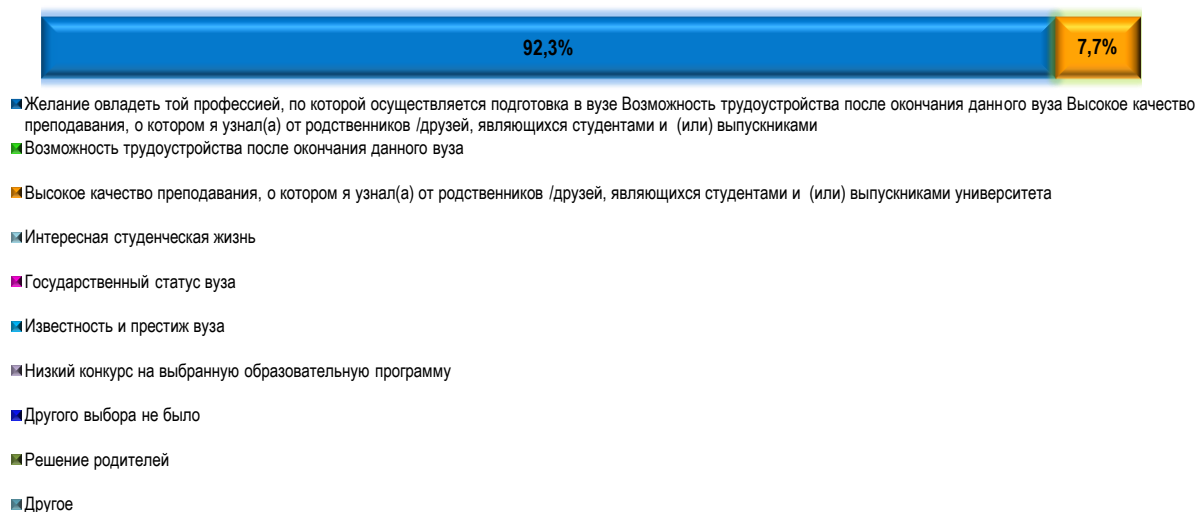 92,3%
7,7%
Желание овладеть той профессией, по которой осуществляется подготовка в вузе Возможность трудоустройства после окончания данного вуза Высокое качество
преподавания, о котором я узнал(а) от родственников /друзей, являющихся студентами и (или) выпускниками
Возможность трудоустройства после окончания данного вуза
Высокое качество преподавания, о котором я узнал(а) от родственников /друзей, являющихся студентами и (или) выпускниками университета
Интересная студенческая жизнь
Государственный статус вуза
Известность и престиж вуза
Низкий конкурс на выбранную образовательную программу
Другого выбора не было
Решение родителей
Другое